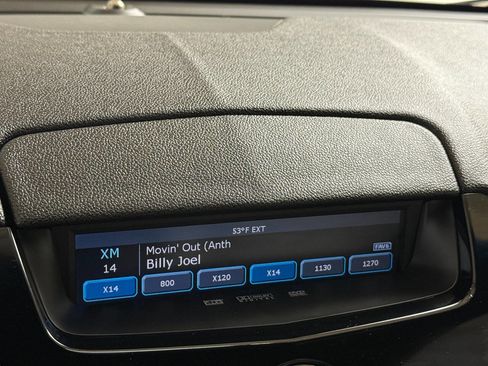 53°F EXT
XM
Movin' Out (Anth
FAV5
14
Billy Joel
X14
800
X120
X14
1130
1270